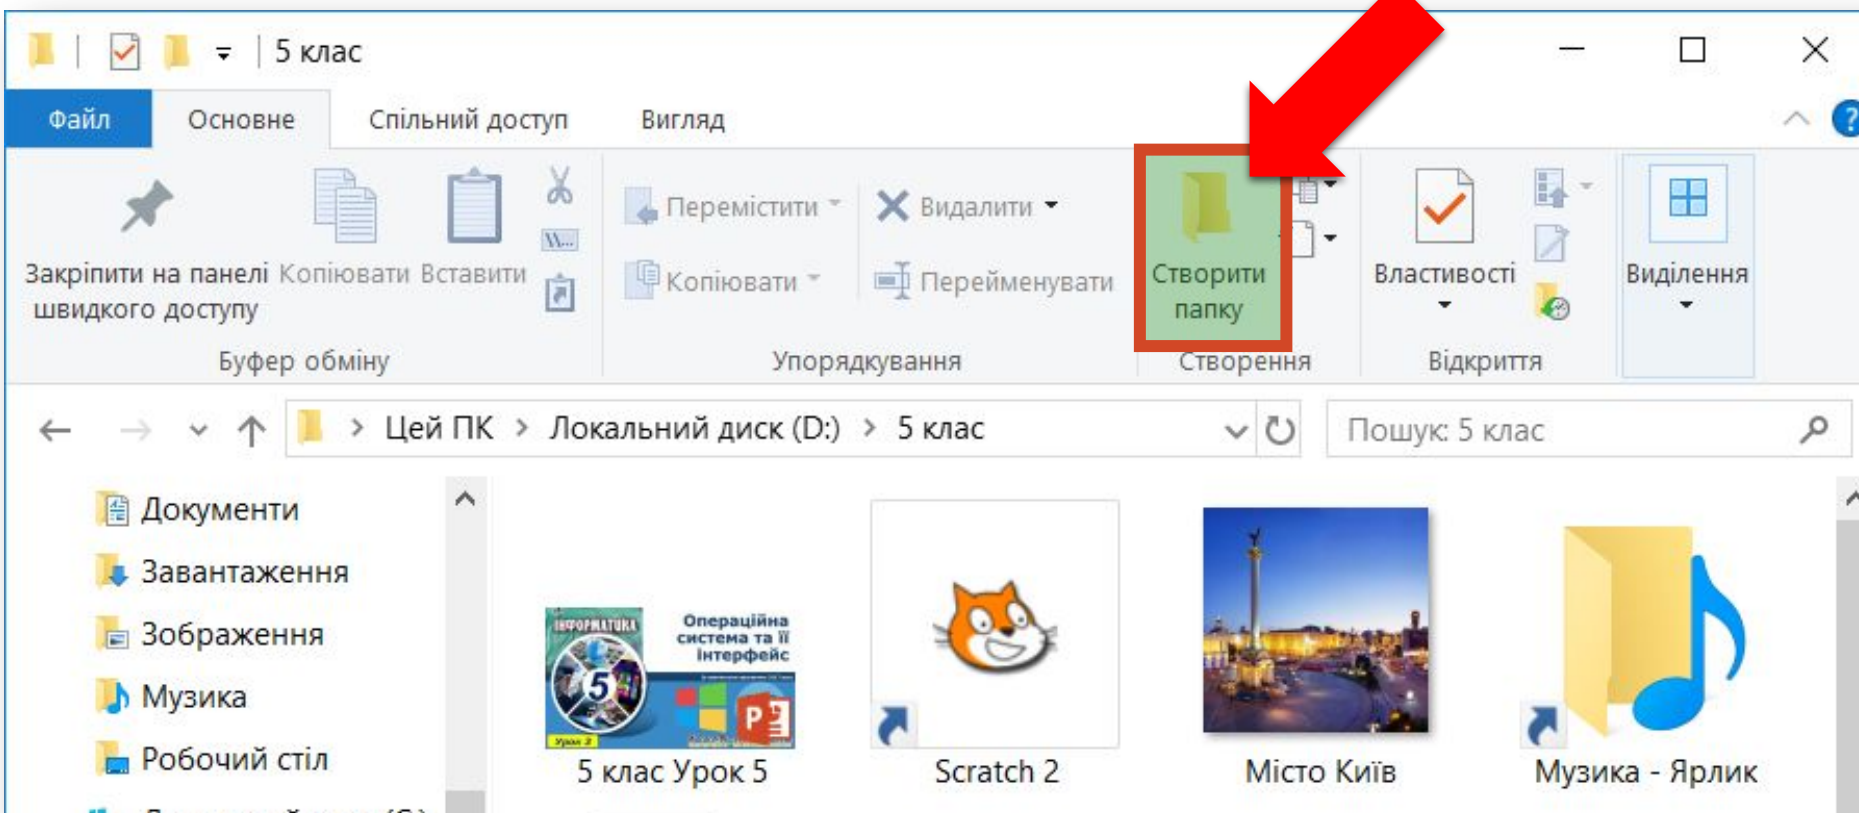 5 клас
Файл Основне Спільний доступ Вигляд
Закріпити на панелі швидкого доступу
Копіювати
Вставити
Буфер обміну
Перемістити
Копіювати
Видалити
Перейменувати
Упорядкування
Створити
папку
Створення
Властивості
Відкриття
Виділення
Цей ПК > Локальний диск (D:) > 5 клас
Пошук: 5 клас
Документи
Завантаження
Зображення
Музика
Робочий стіл
ІНФОРМАТИКА
5
Урок 3
Операційна
система та її
інтерфейс
P
5 клас Урок 5
Scratch 2
Місто Київ
Музика - Ярлик